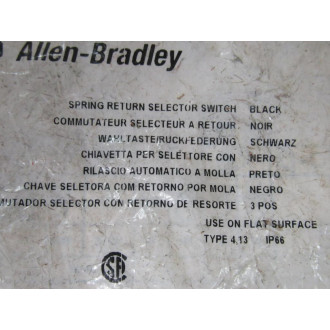 Allen-Bradley
SPRING RETURN SELECTOR SWITCH BLACK
COMMUTATEUR SELECTEUR A RETOUR NOIR
WAHLTASTE/RUCKFEDERUNG SCHWARZ
CHIAVETTA PER SELETTORE CON NERO
RILASCIO AUTOMATICO A MOLLA PRETO
CHAVE SELETORA COM RETORNO POR MOLA NEGRO
MUTADOR SELECTOR CON RETORNO DE RESORTE 3 POS
USE ON FLAT SURFACE
TYPE 4,13 IP66